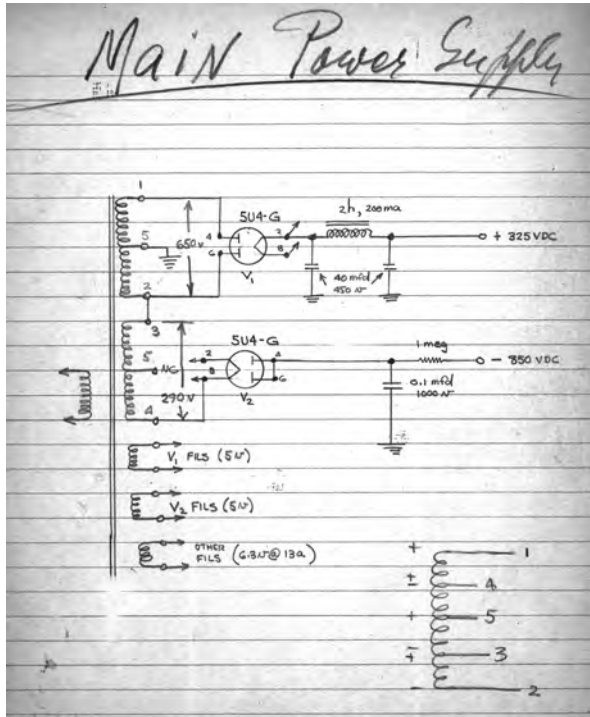 Main Power Supply
1
5
2
650 v
5U4-G
4
6
2
8
V1
2h, 200ma
40 mfd
450 v
+ 325 VDC
3
5
NC
4
290 V
5U4-G
2
8
4
6
V2
1 meg
0.1 mfd
1000 v
- 850 VDC
V1 FILS (5v)
V2 FILS (5v)
OTHER
FILS (6.3v @ 13a)
+ 1
± 4
+ 5
∓ 3
- 2